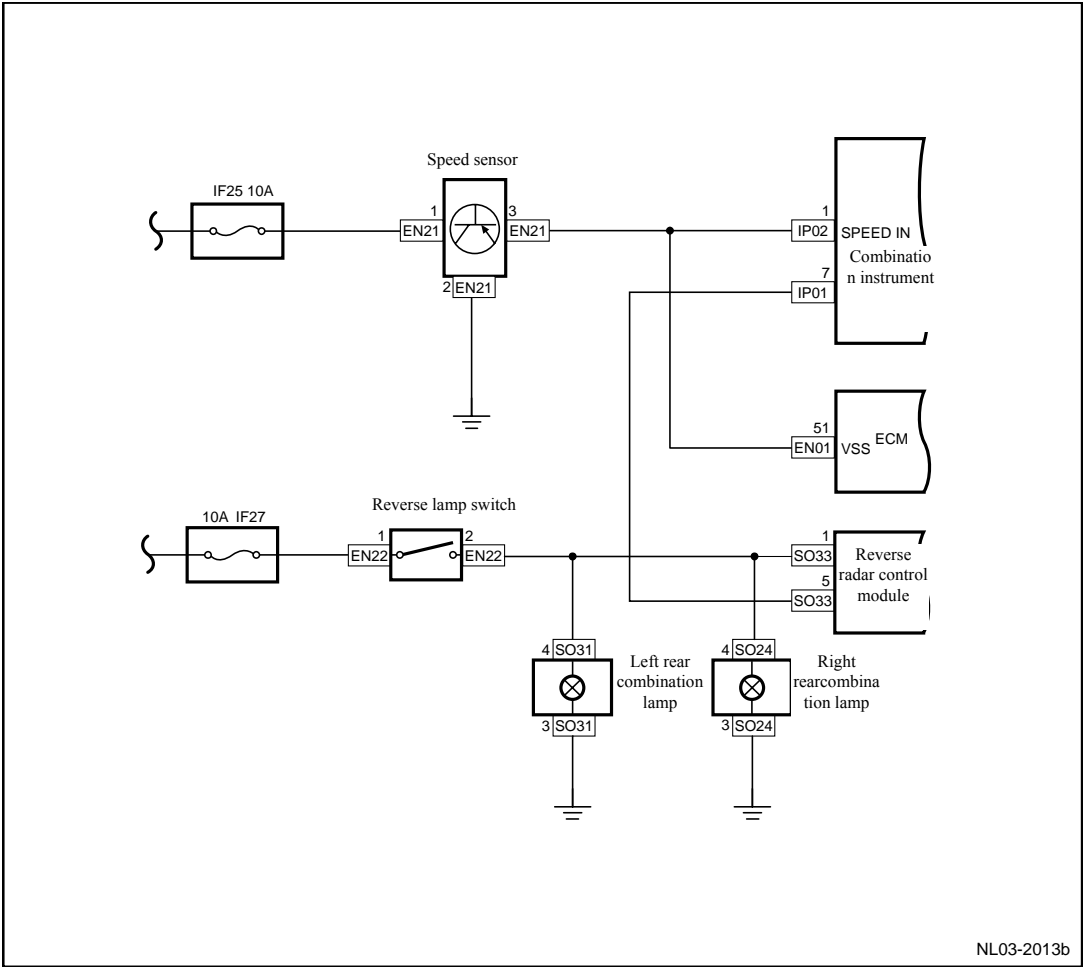 Speed sensor
IF25 10A
1
EN21
3
EN21
2 EN21
1
IP02
SPEED IN
Combinatio
n instrument
7
IP01
51
EN01
VSS ECM
Reverse lamp switch
10A IF27
1
EN22
2
EN22
1
SO33
Reverse
radar control
module
5
SO33
4 SO31
Left rear
combination
lamp
3 SO31
4 SO24
Right
rearcombina
tion lamp
3 SO24
NL03-2013b